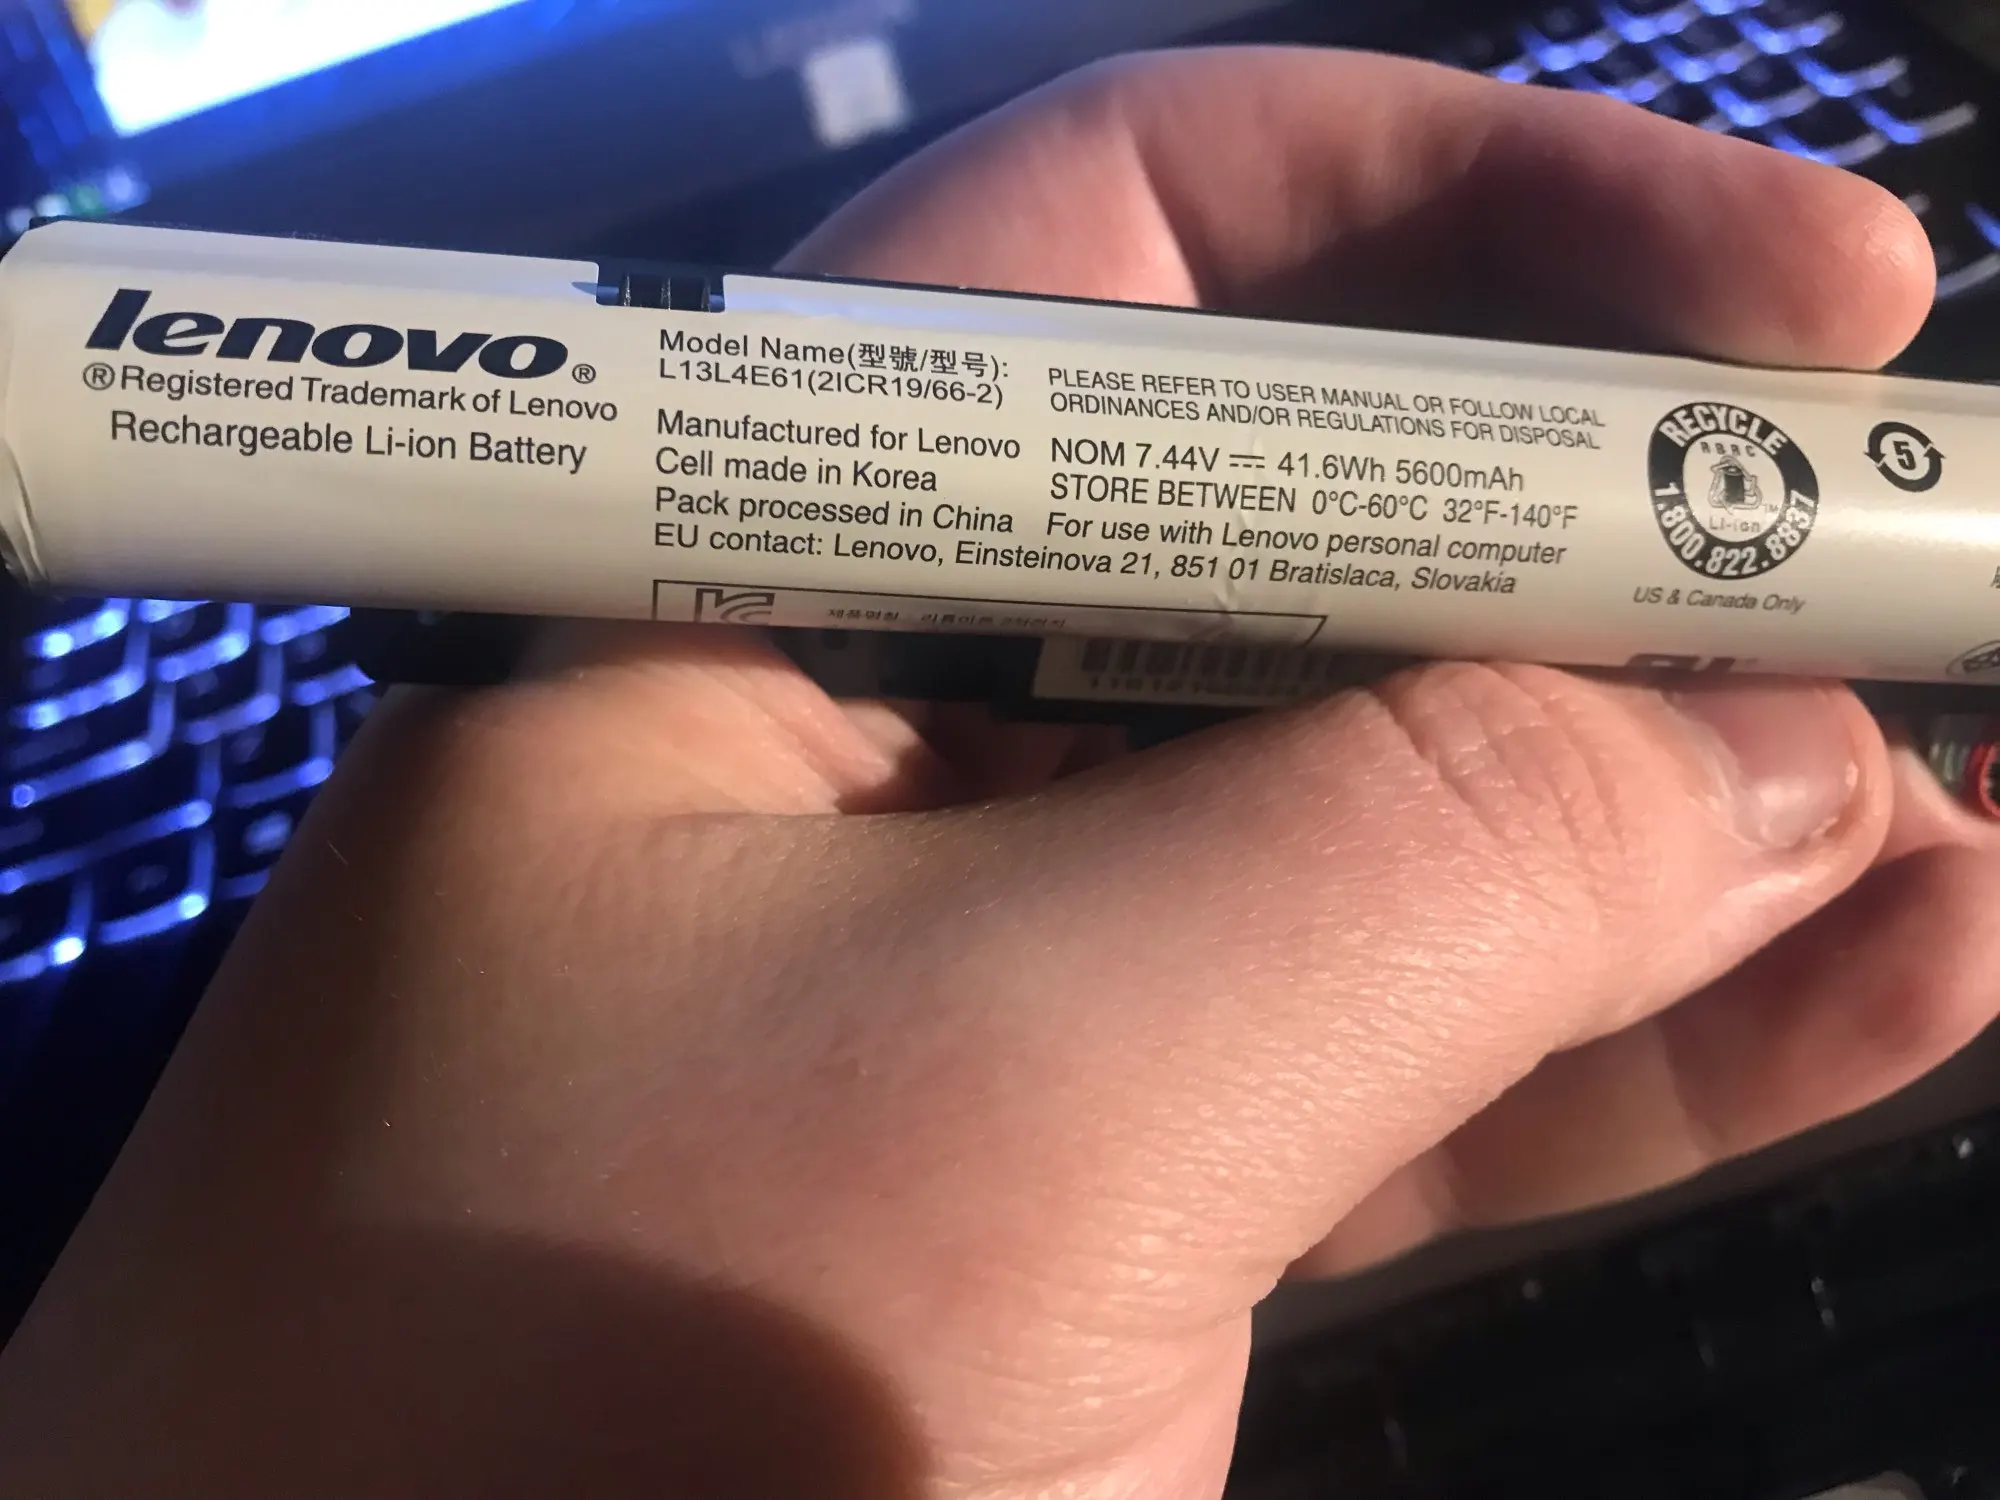 lenovo®
®Registered Trademark of Lenovo
Rechargeable Li-ion Battery
Model Name(型號/型号):
L13L4E61(2ICR19/66-2)
Manufactured for Lenovo
Cell made in Korea
Pack processed in China
EU contact: Lenovo, Einsteinova 21, 851 01 Bratislaca, Slovakia
PLEASE REFER TO USER MANUAL OR FOLLOW LOCAL
ORDINANCES AND/OR REGULATIONS FOR DISPOSAL
NOM 7.44V ⎓ 41.6Wh 5600mAh
STORE BETWEEN 0°C-60°C 32°F-140°F
For use with Lenovo personal computer
RECYCLE
RBRC
Li-ion
TM
1.800.822.8837
US & Canada Only
5